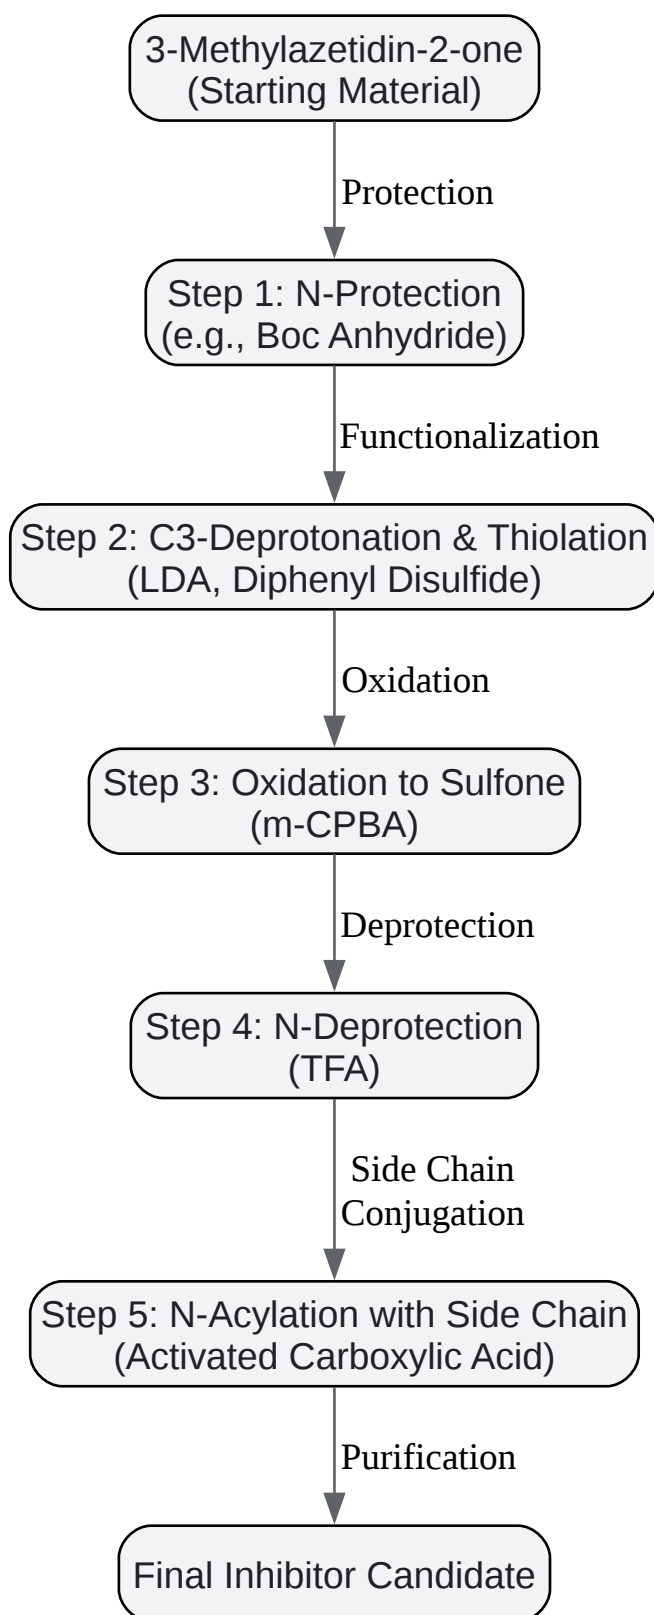 3-Methylazetidin-2-one
(Starting Material)
Protection
Step 1: N-Protection
(e.g., Boc Anhydride)
Functionalization
Step 2: C3-Deprotonation & Thiolation
(LDA, Diphenyl Disulfide)
Oxidation
Step 3: Oxidation to Sulfone
(m-CPBA)
Deprotection
Step 4: N-Deprotection
(TFA)
Side Chain
Conjugation
Step 5: N-Acylation with Side Chain
(Activated Carboxylic Acid)
Purification
Final Inhibitor Candidate